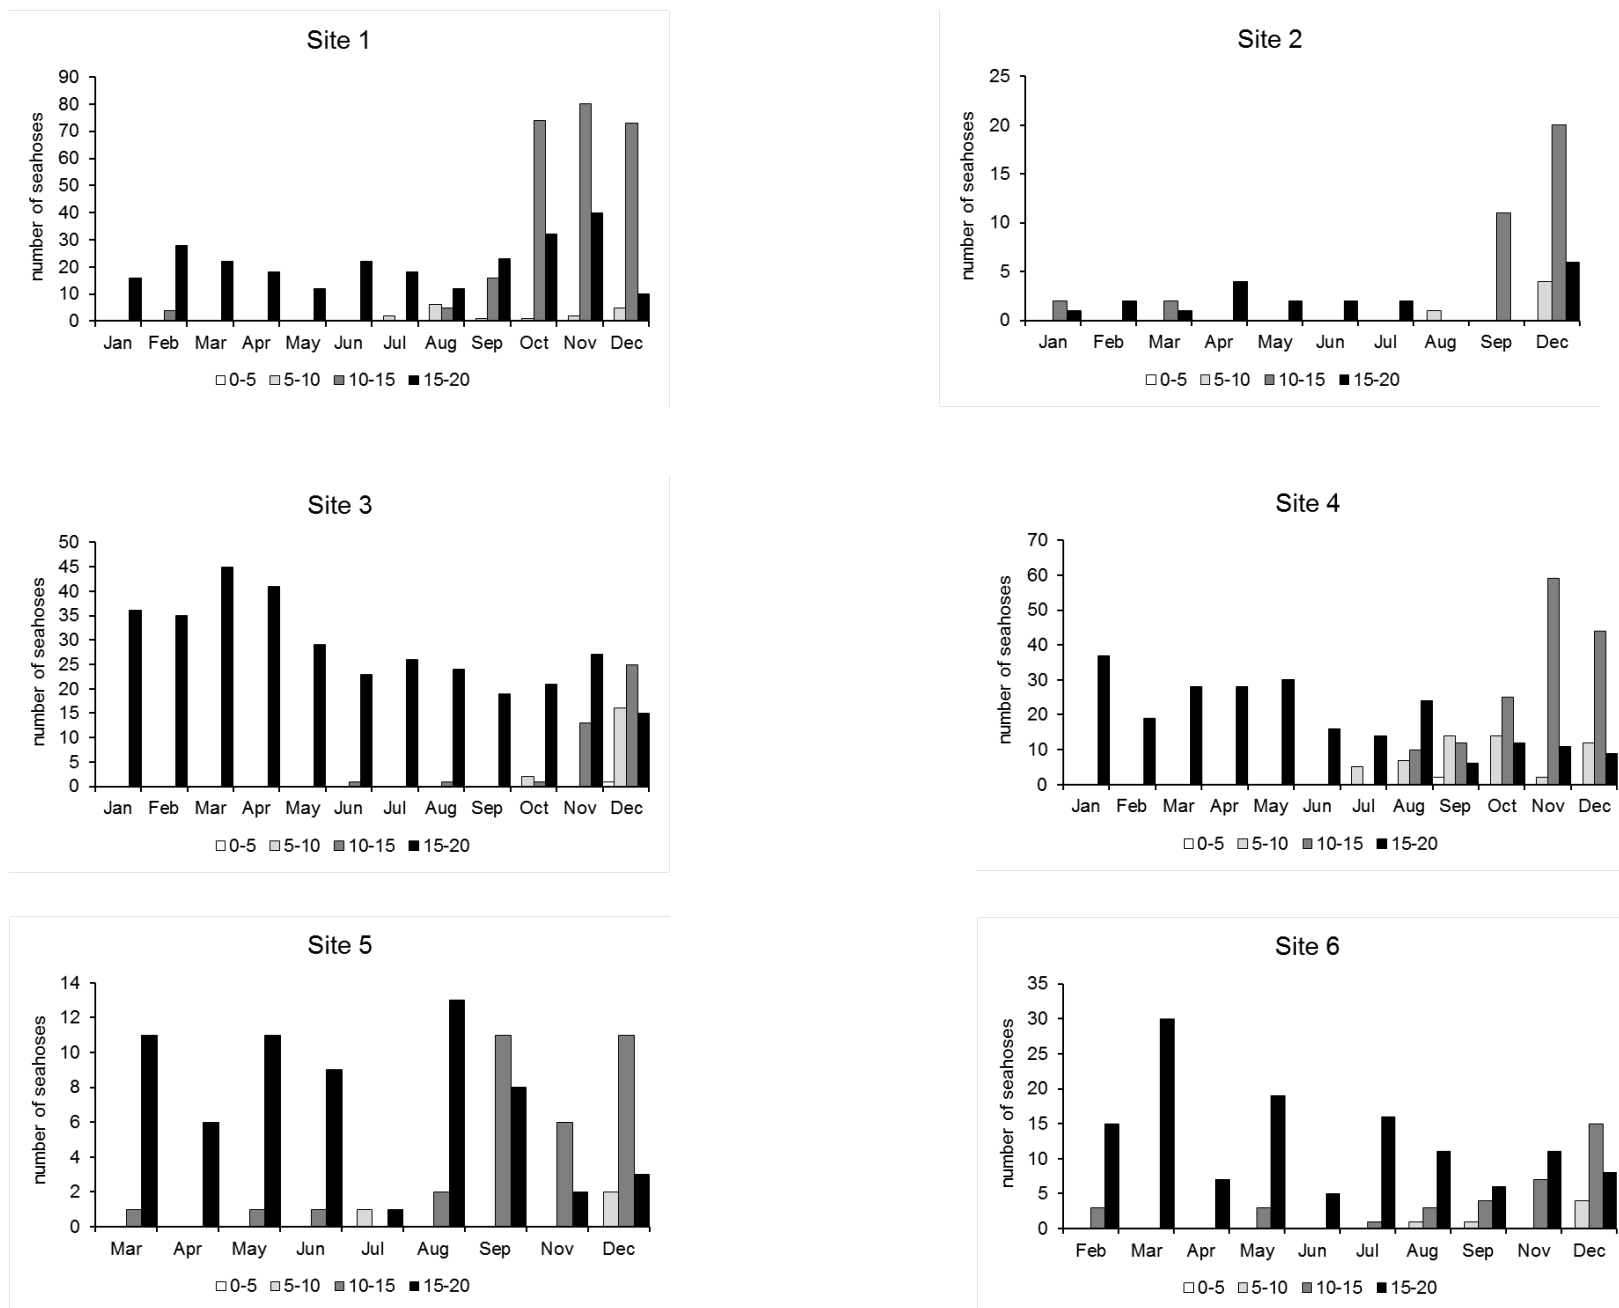 Site 1
number of seahoses
90
80
70
60
50
40
30
20
10
0
Jan Feb Mar Apr May Jun Jul Aug Sep Oct Nov Dec
0-5 5-10 10-15 15-20
Site 2
number of seahoses
25
20
15
10
5
0
Jan Feb Mar Apr May Jun Jul Aug Sep Dec
0-5 5-10 10-15 15-20
Site 3
number of seahoses
50
45
40
35
30
25
20
15
10
5
0
Jan Feb Mar Apr May Jun Jul Aug Sep Oct Nov Dec
0-5 5-10 10-15 15-20
Site 4
number of seahoses
70
60
50
40
30
20
10
0
Jan Feb Mar Apr May Jun Jul Aug Sep Oct Nov Dec
0-5 5-10 10-15 15-20
Site 5
number of seahoses
14
12
10
8
6
4
2
0
Mar Apr May Jun Jul Aug Sep Nov Dec
0-5 5-10 10-15 15-20
Site 6
number of seahoses
35
30
25
20
15
10
5
0
Feb Mar Apr May Jun Jul Aug Sep Nov Dec
0-5 5-10 10-15 15-20